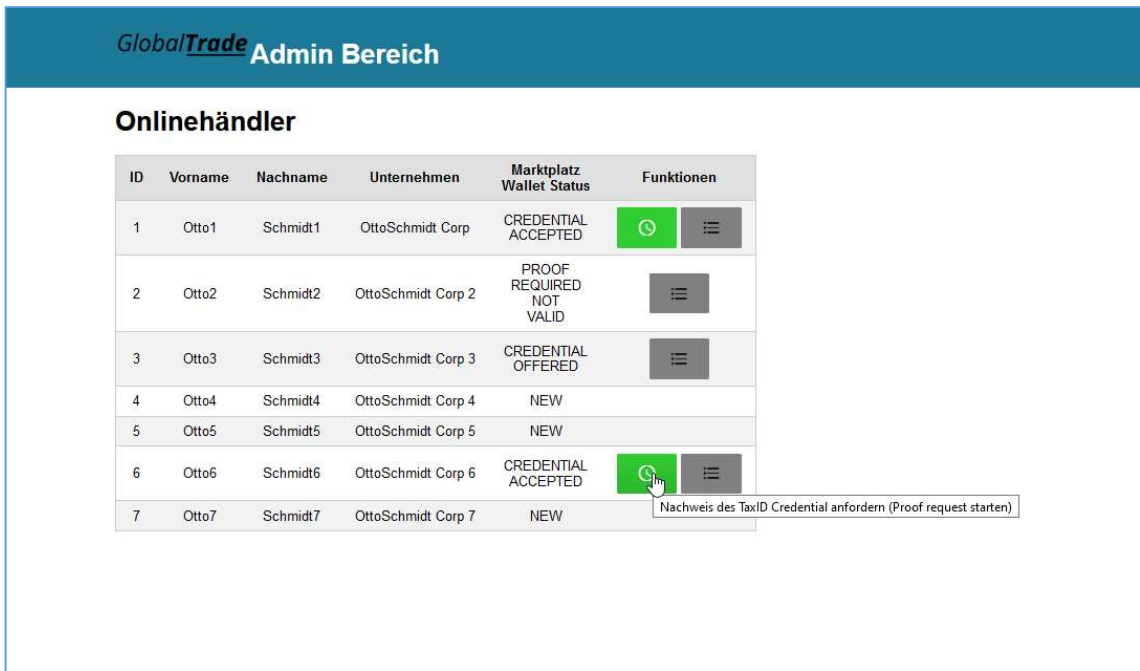 GlobalTrade Admin Bereich
Onlinehändler
ID Vorname Nachname Unternehmen Marktplatz Wallet Status Funktionen
1 Otto1 Schmidt1 OttoSchmidt Corp CREDENTIAL ACCEPTED
2 Otto2 Schmidt2 OttoSchmidt Corp 2 PROOF REQUIRED NOT VALID
3 Otto3 Schmidt3 OttoSchmidt Corp 3 CREDENTIAL OFFERED
4 Otto4 Schmidt4 OttoSchmidt Corp 4 NEW
5 Otto5 Schmidt5 OttoSchmidt Corp 5 NEW
6 Otto6 Schmidt6 OttoSchmidt Corp 6 CREDENTIAL ACCEPTED
Nachweis des TaxID Credential anfordern (Proof request starten)
7 Otto7 Schmidt7 OttoSchmidt Corp 7 NEW